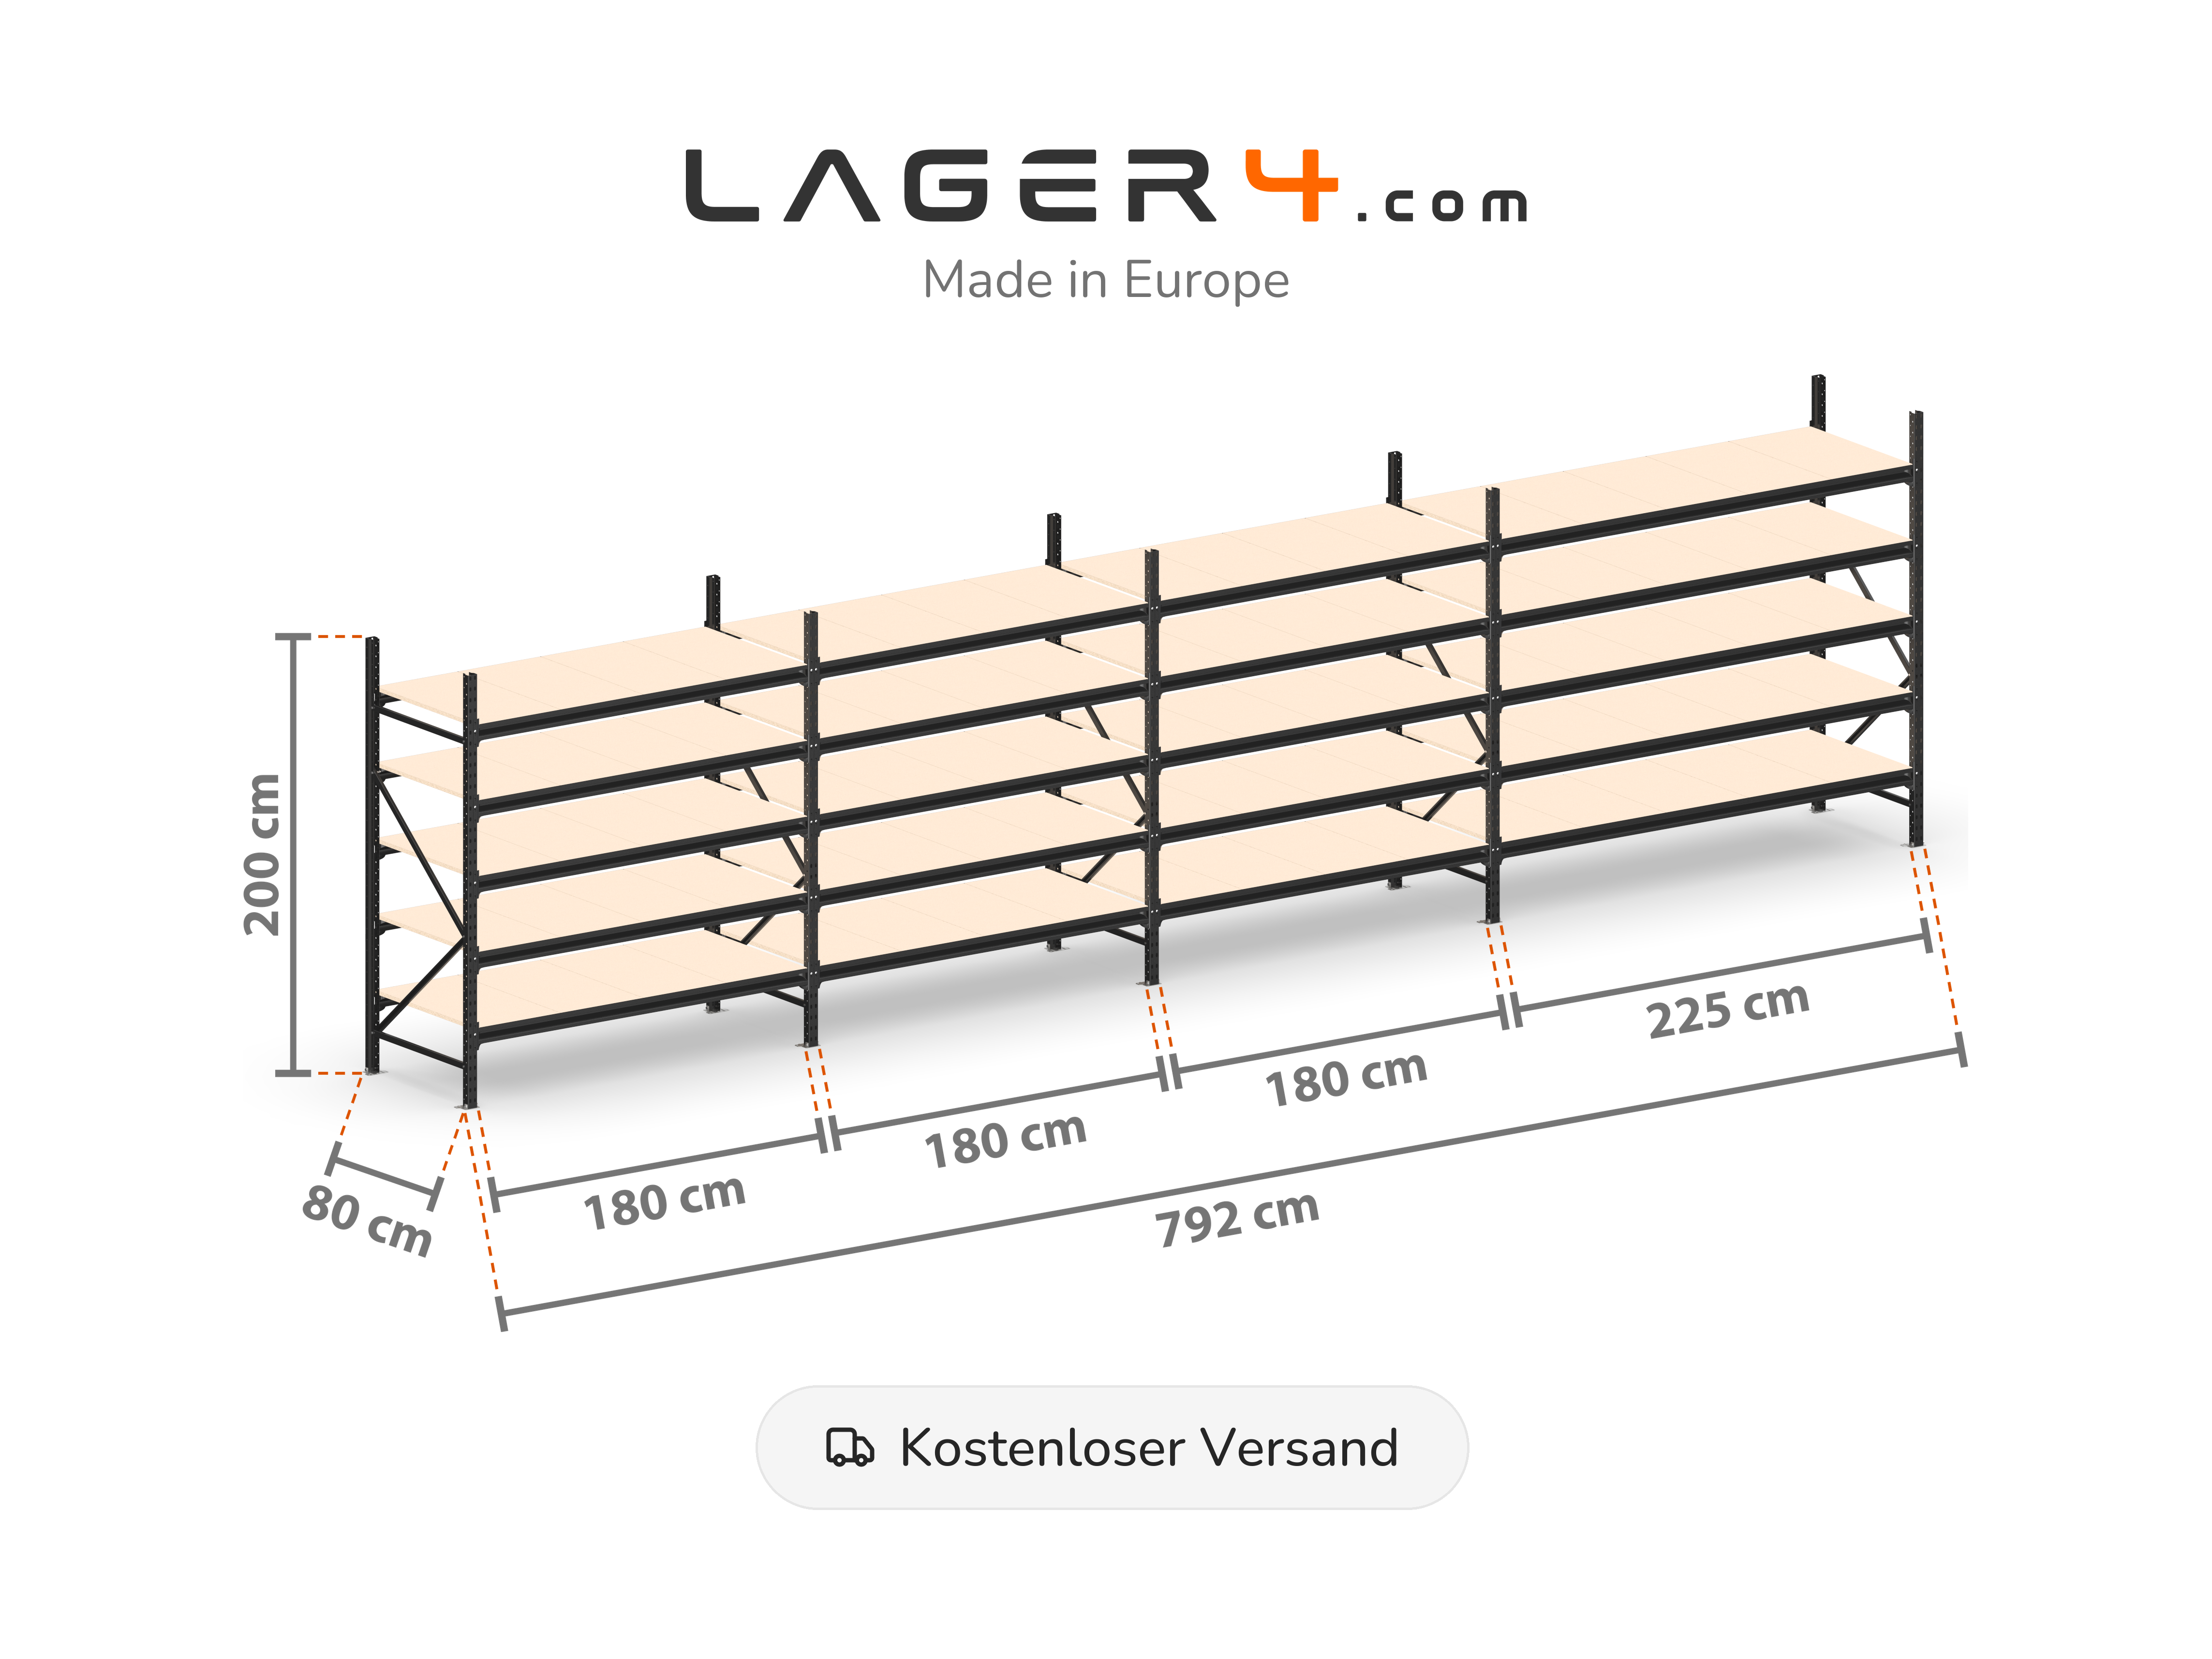 LAGER4.com
Made in Europe
200 cm
80 cm
180 cm
180 cm
180 cm
225 cm
792 cm
Kostenloser Versand